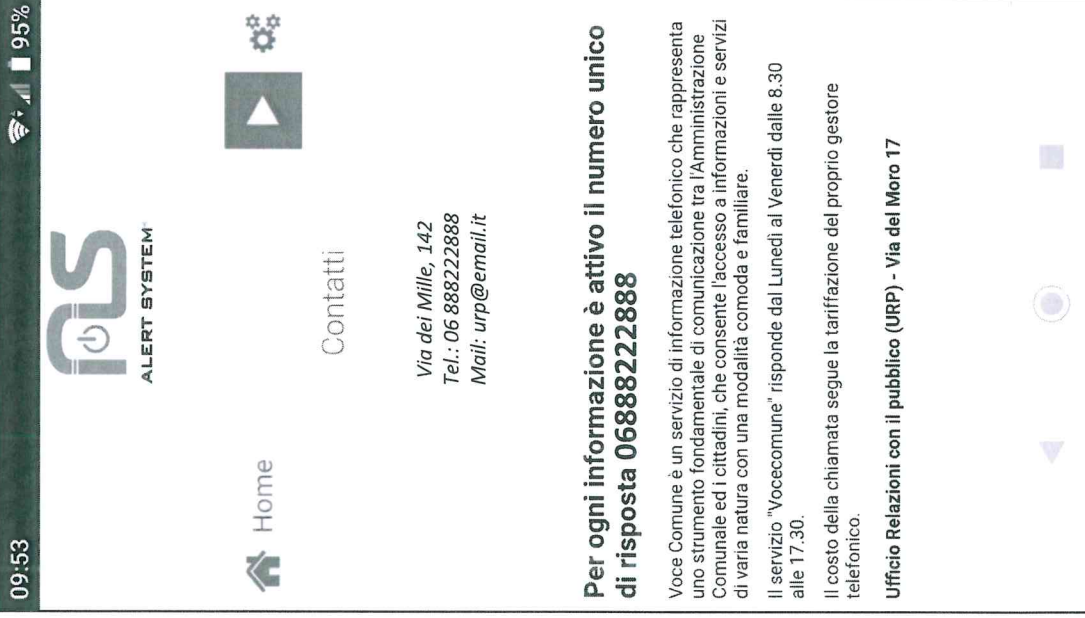 09:53
95%
ALERT SYSTEM
Home
Contatti
Via dei Mille, 142
Tel.: 06 888222888
Mail: urp@email.it
Per ogni informazione è attivo il numero unico
di risposta 06888222888
Voce Comune è un servizio di informazione telefonico che rappresenta
uno strumento fondamentale di comunicazione tra l'Amministrazione
Comunale ed i cittadini, che consente l'accesso a informazioni e servizi
di varia natura con una modalità comoda e familiare.
Il servizio "Vocecomune" risponde dal Lunedì al Venerdì dalle 8.30
alle 17.30.
Il costo della chiamata segue la tariffazione del proprio gestore
telefonico.
Ufficio Relazioni con il pubblico (URP) - Via del Moro 17